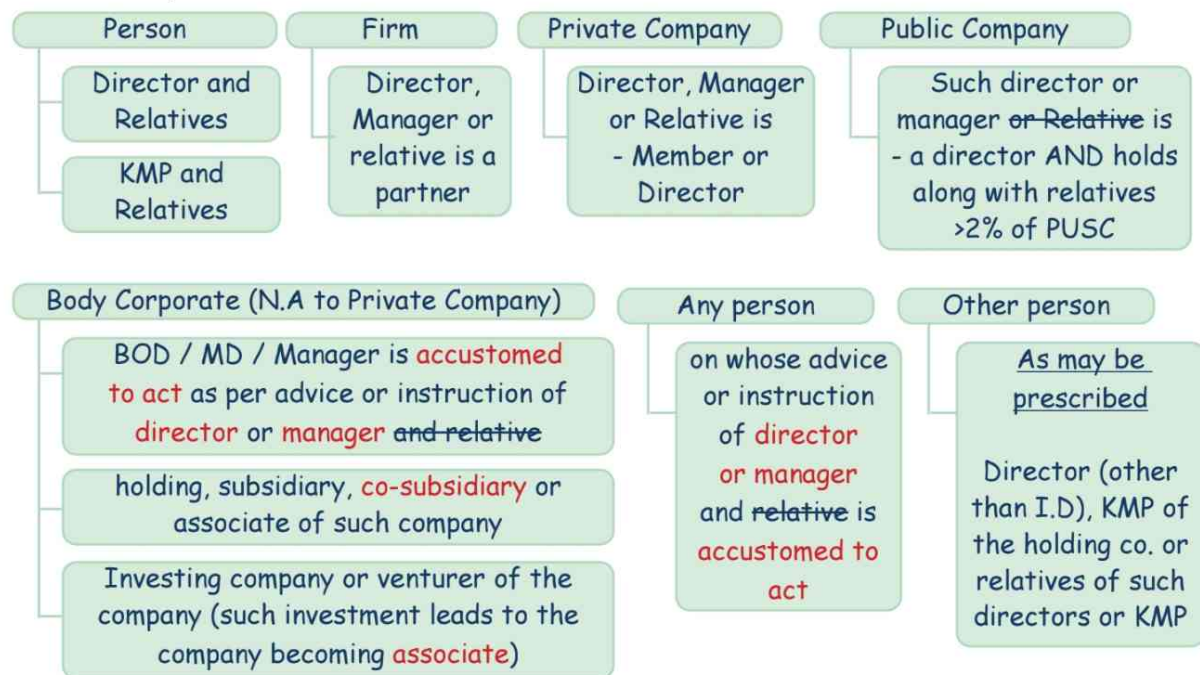 Person
Director and
Relatives
KMP and
Relatives
Firm
Director,
Manager or
relative is a
partner
Private Company
Director, Manager
or Relative is
- Member or
Director
Public Company
Such director or
manager or Relative is
- a director AND holds
along with relatives
>2% of PUSC
Body Corporate (N.A to Private Company)
BOD / MD / Manager is accustomed
to act as per advice or instruction of
director or manager and relative
holding, subsidiary, co-subsidiary or
associate of such company
Investing company or venturer of the
company (such investment leads to the
company becoming associate)
Any person
on whose advice
or instruction
of director
or manager
and relative is
accustomed to
act
Other person
As may be
prescribed
Director (other
than I.D), KMP of
the holding co. or
relatives of such
directors or KMP